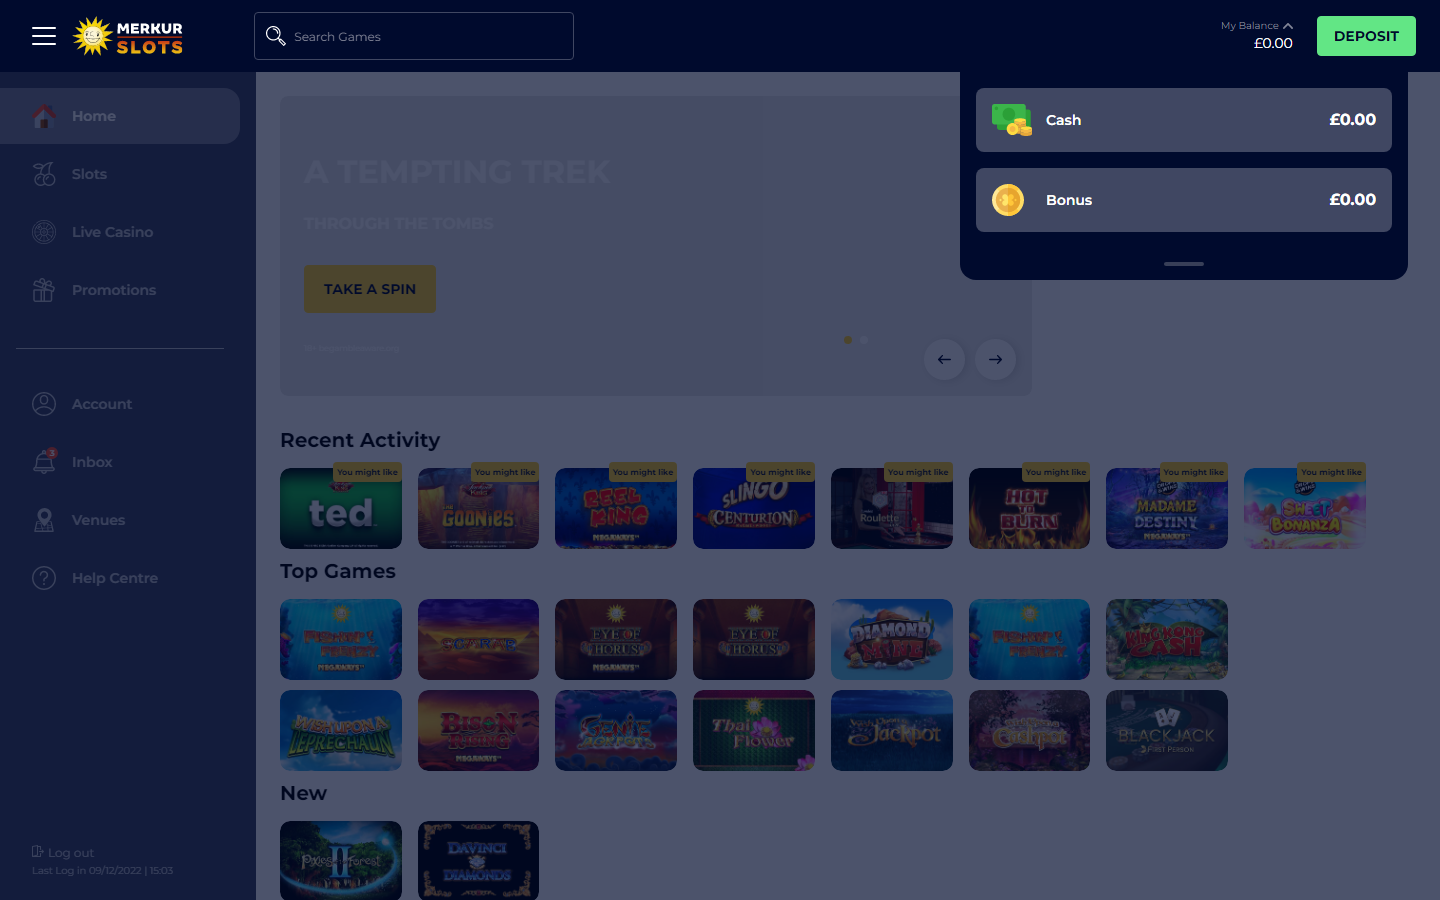 MERKUR
SLOTS
Search Games
My Balance
£0.00
DEPOSIT
Cash
£0.00
Bonus
£0.00
Home
Slots
Live Casino
Promotions
Account
3
Inbox
Venues
Help Centre
Log out
Last Log in 09/12/2022 | 15:03
A TEMPTING TREK
THROUGH THE TOMBS
TAKE A SPIN
Recent Activity
You might like
You might like
You might like
You might like
You might like
You might like
You might like
You might like
ted
THE GOONIES
REEL KING
MEGAWAYS
SLINGO
CENTURION
Roulette
HOT TO BURN
MADAME DESTINY
MEGAWAYS
SWEET BONANZA
Top Games
FISHIN' FRENZY
MEGAWAYS
EYE OF HORUS
MEGAWAYS
EYE OF HORUS
DIAMOND MINE
FISHIN' FRENZY
KING KONG CASH
WISH UPON A LEPRECHAUN
BISON RISING
MEGAWAYS
Genie Jackpots
Thai Flower
Jackpot
BLACKJACK
FIRST PERSON
New
Pixies of the Forest
II
DAVINCI DIAMONDS